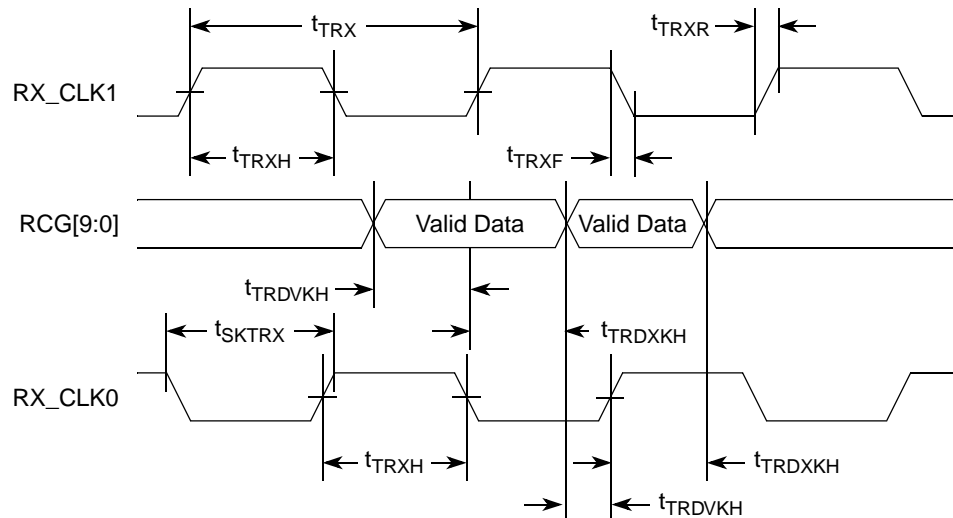 tTRX
tTRXR
RX_CLK1
tTRXH
tTRXF
RCG[9:0]
Valid Data
Valid Data
tTRDVKH
tSKTRX
tTRDXKH
RX_CLK0
tTRXH
tTRDXKH
tTRDVKH